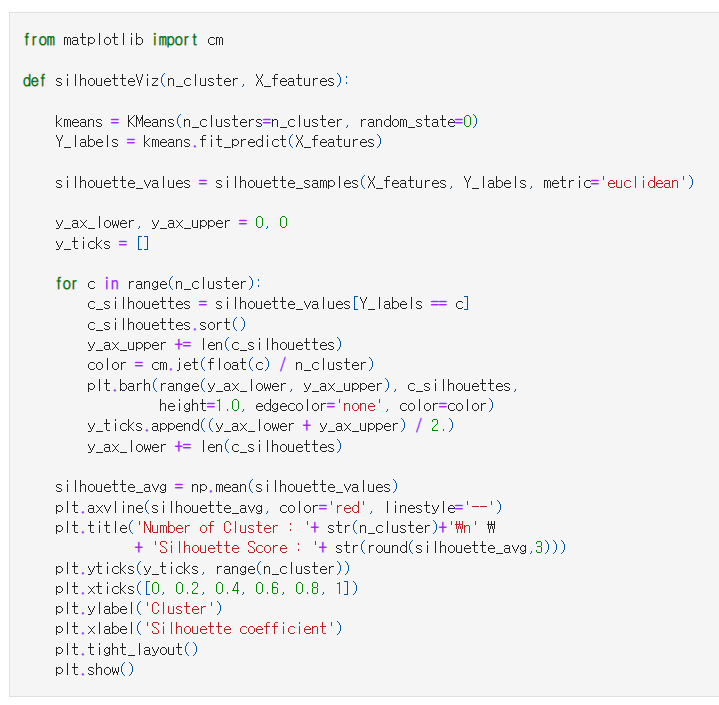 from matplotlib import cm
def silhouetteViz(n_cluster, X_features):
kmeans = KMeans(n_clusters=n_cluster, random_state=0)
Y_labels = kmeans.fit_predict(X_features)
silhouette_values = silhouette_samples(X_features, Y_labels, metric='euclidean')
y_ax_lower, y_ax_upper = 0, 0
y_ticks = []
for c in range(n_cluster):
c_silhouettes = silhouette_values[Y_labels == c]
c_silhouettes.sort()
y_ax_upper += len(c_silhouettes)
color = cm.jet(float(c) / n_cluster)
plt.barh(range(y_ax_lower, y_ax_upper), c_silhouettes,
height=1.0, edgecolor='none', color=color)
y_ticks.append((y_ax_lower + y_ax_upper) / 2.)
y_ax_lower += len(c_silhouettes)
silhouette_avg = np.mean(silhouette_values)
plt.axvline(silhouette_avg, color='red', linestyle='--')
plt.title('Number of Cluster : '+ str(n_cluster)+'₩n' ₩
+ 'Silhouette Score : '+ str(round(silhouette_avg,3)))
plt.yticks(y_ticks, range(n_cluster))
plt.xticks([0, 0.2, 0.4, 0.6, 0.8, 1])
plt.ylabel('Cluster')
plt.xlabel('Silhouette coefficient')
plt.tight_layout()
plt.show()